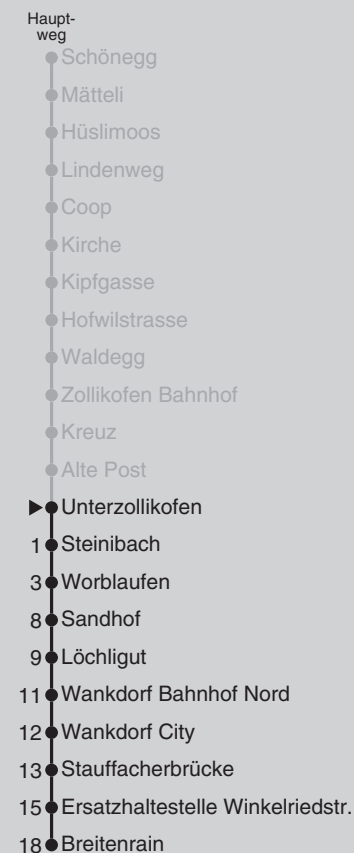 Haupt-
weg
Schönegg
Mätteli
Hüslimoos
Lindenweg
Coop
Kirche
Kipfgasse
Hofwilstrasse
Waldegg
Zollikofen Bahnhof
Kreuz
Alte Post
Unterzollikofen
1 Steinibach
3 Worblaufen
8 Sandhof
9 Löchligut
11 Wankdorf Bahnhof Nord
12 Wankdorf City
13 Stauffacherbrücke
15 Ersatzhaltestelle Winkelriedstr.
18 Breitenrain